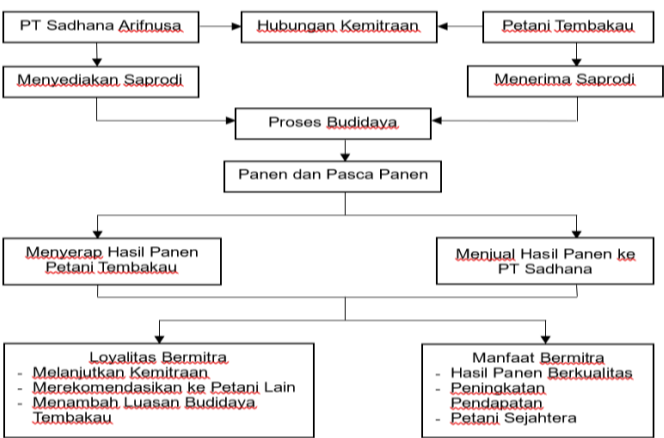 PT Sadhana Arifnusa
Hubungan Kemitraan
Petani Tembakau
Menyediakan Saprodi
Menerima Saprodi
Proses Budidaya
Panen dan Pasca Panen
Menyerap Hasil Panen
Petani Tembakau
Menjual Hasil Panen ke
PT Sadhana
Loyalitas Bermitra
- Melanjutkan Kemitraan
- Merekomendasikan ke Petani Lain
- Menambah Luasan Budidaya
Tembakau
Manfaat Bermitra
- Hasil Panen Berkualitas
- Peningkatan
Pendapatan
- Petani Sejahtera